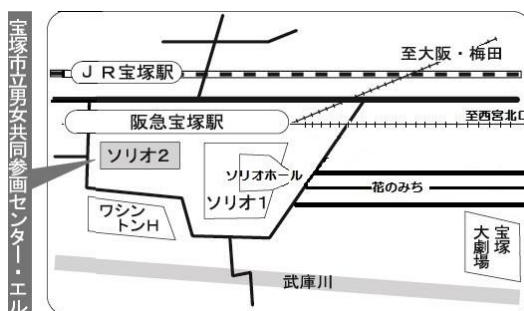 宝塚市立男女共同参画センター・エル
至大阪・梅田
JR宝塚駅
阪急宝塚駅
至西宮北口
ソリオ2
ソリオホール
ソリオ1
花のみち
ワシン
トンH
宝塚
大劇場
武庫川